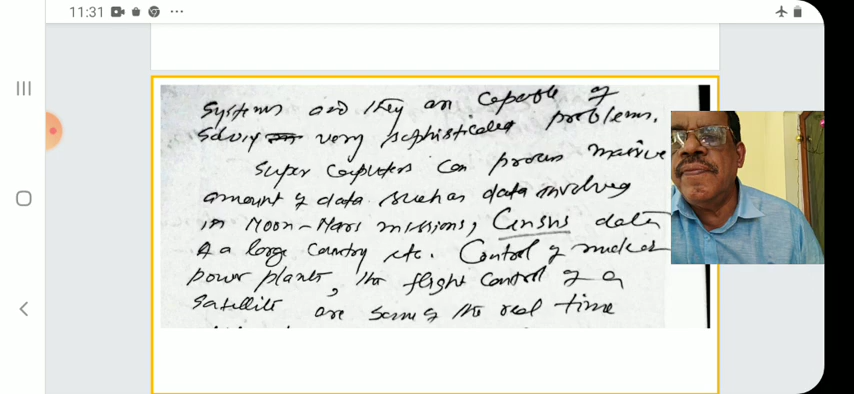 11:31
Systems and they are capable of
solving very sophisticated problems.
Super computers can process massive
amount of data such as data involving
in Moon-Mars missions, Census data
of a large Country etc. Control of nuclear
power plants, the flight control of a
satellite are some of the real time